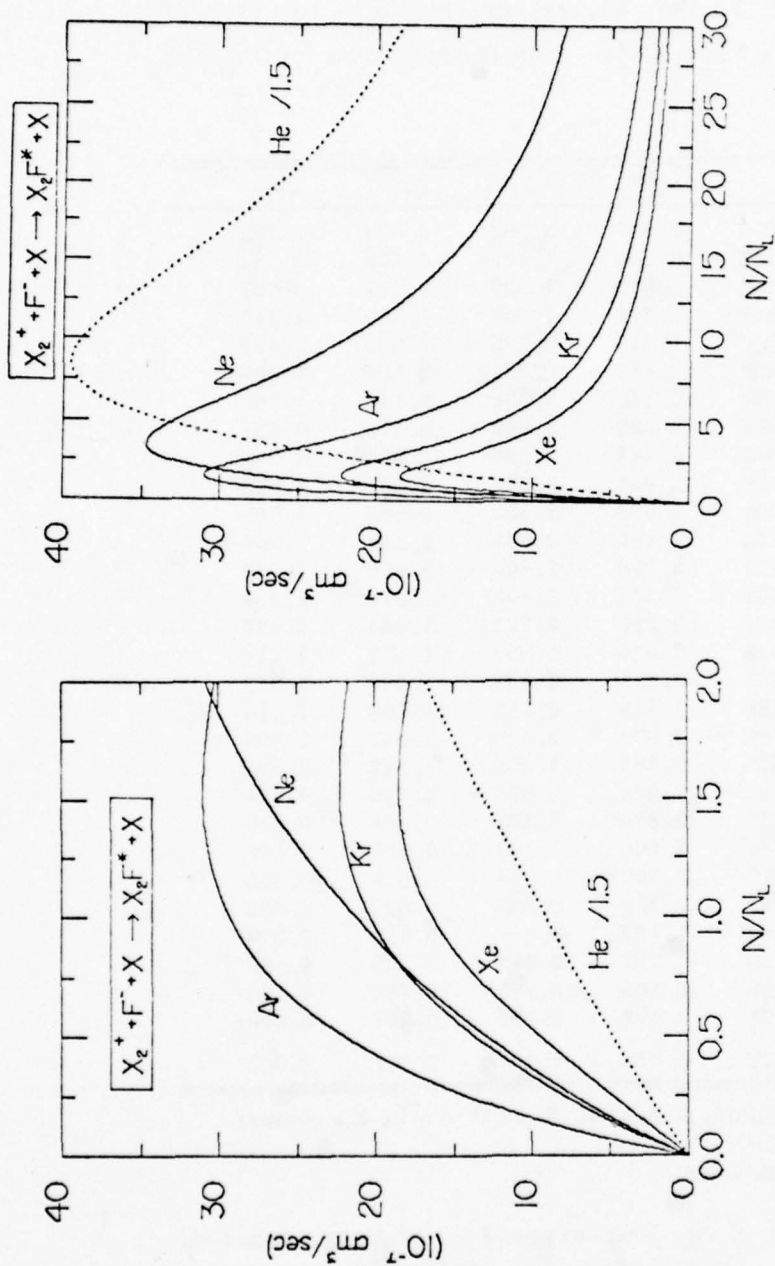 X₂⁺ + F⁻ + X → X₂F* + X
(10⁻⁷ cm³/sec)
40
30
20
10
0
Ar
Ne
Kr
Xe
He /1.5
0.0
0.5
1.0
1.5
2.0
N/N_L
X₂⁺ + F⁻ + X → X₂F* + X
(10⁻⁷ cm³/sec)
40
30
20
10
0
He /1.5
Ne
Ar
Kr
Xe
0
5
10
15
20
25
30
N/N_L